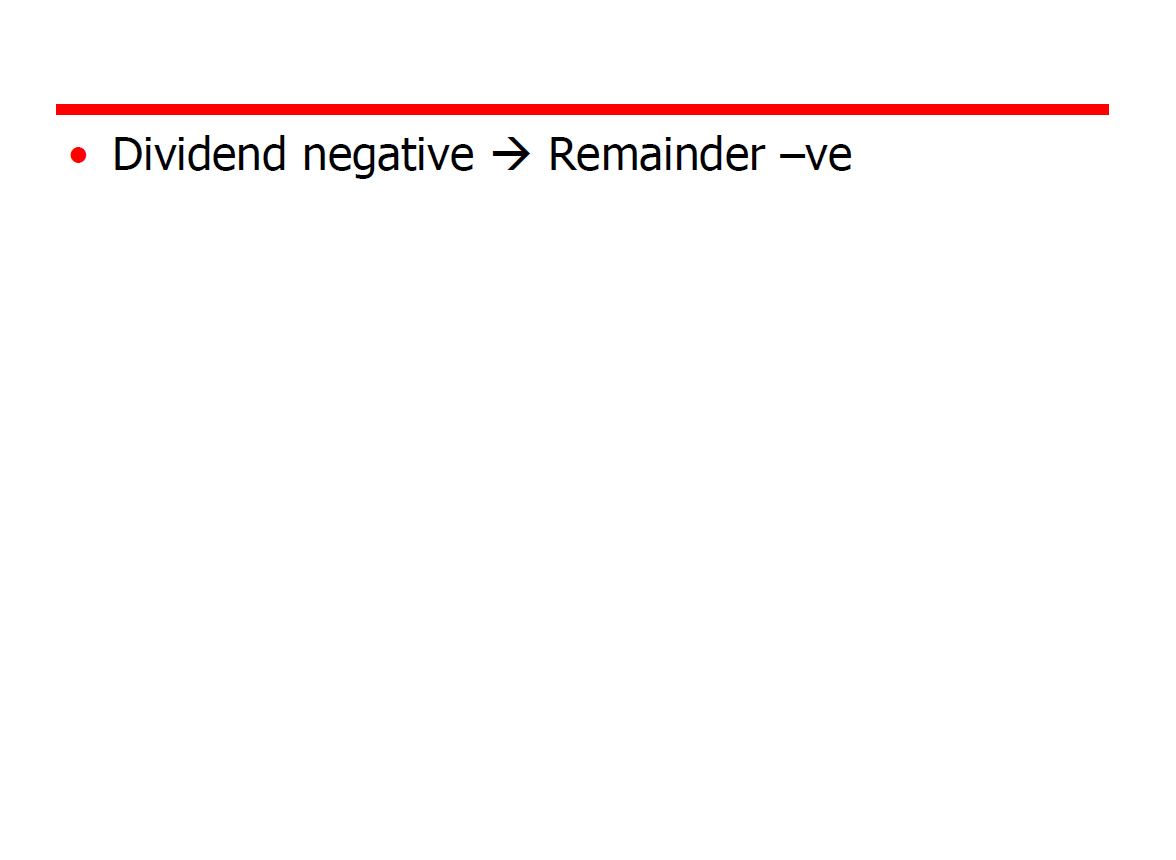 • Dividend negative → Remainder –ve